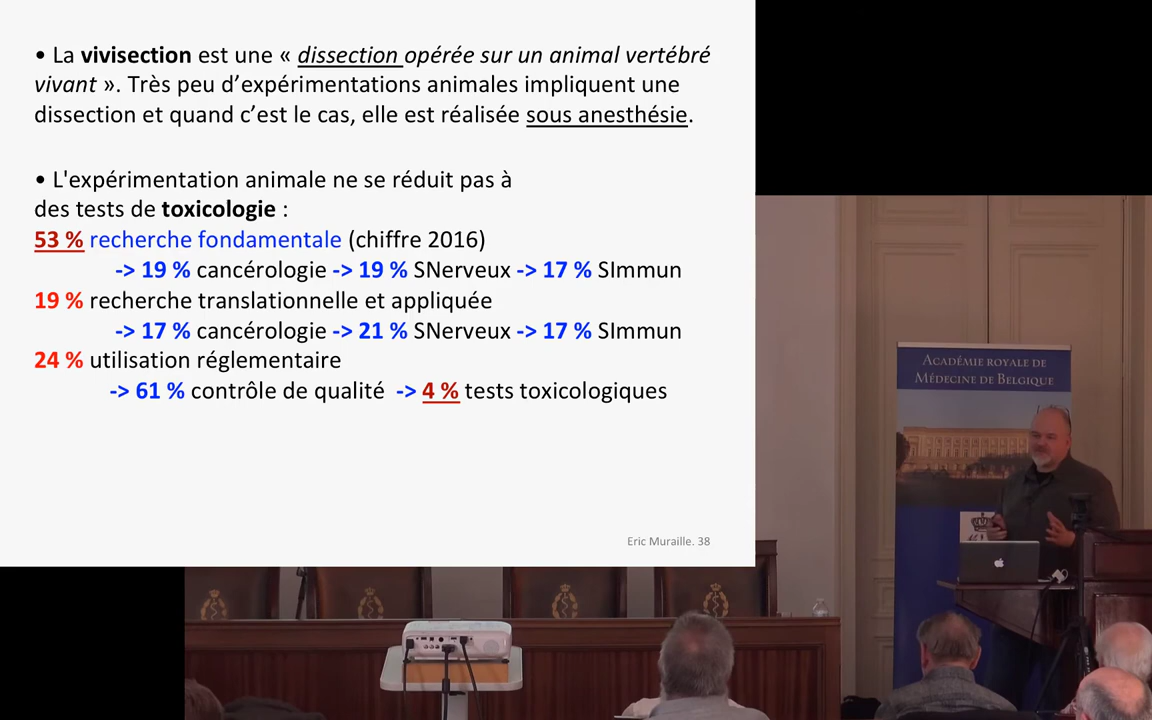 • La vivisection est une « dissection opérée sur un animal vertébré
vivant ». Très peu d’expérimentations animales impliquent une
dissection et quand c’est le cas, elle est réalisée sous anesthésie.
• L'expérimentation animale ne se réduit pas à
des tests de toxicologie :
53 % recherche fondamentale (chiffre 2016)
-> 19 % cancérologie -> 19 % SNerveux -> 17 % SImmun
19 % recherche translationnelle et appliquée
-> 17 % cancérologie -> 21 % SNerveux -> 17 % SImmun
24 % utilisation réglementaire
-> 61 % contrôle de qualité -> 4 % tests toxicologiques
Eric Muraille. 38
ACADÉMIE ROYALE DE
MÉDECINE DE BELGIQUE